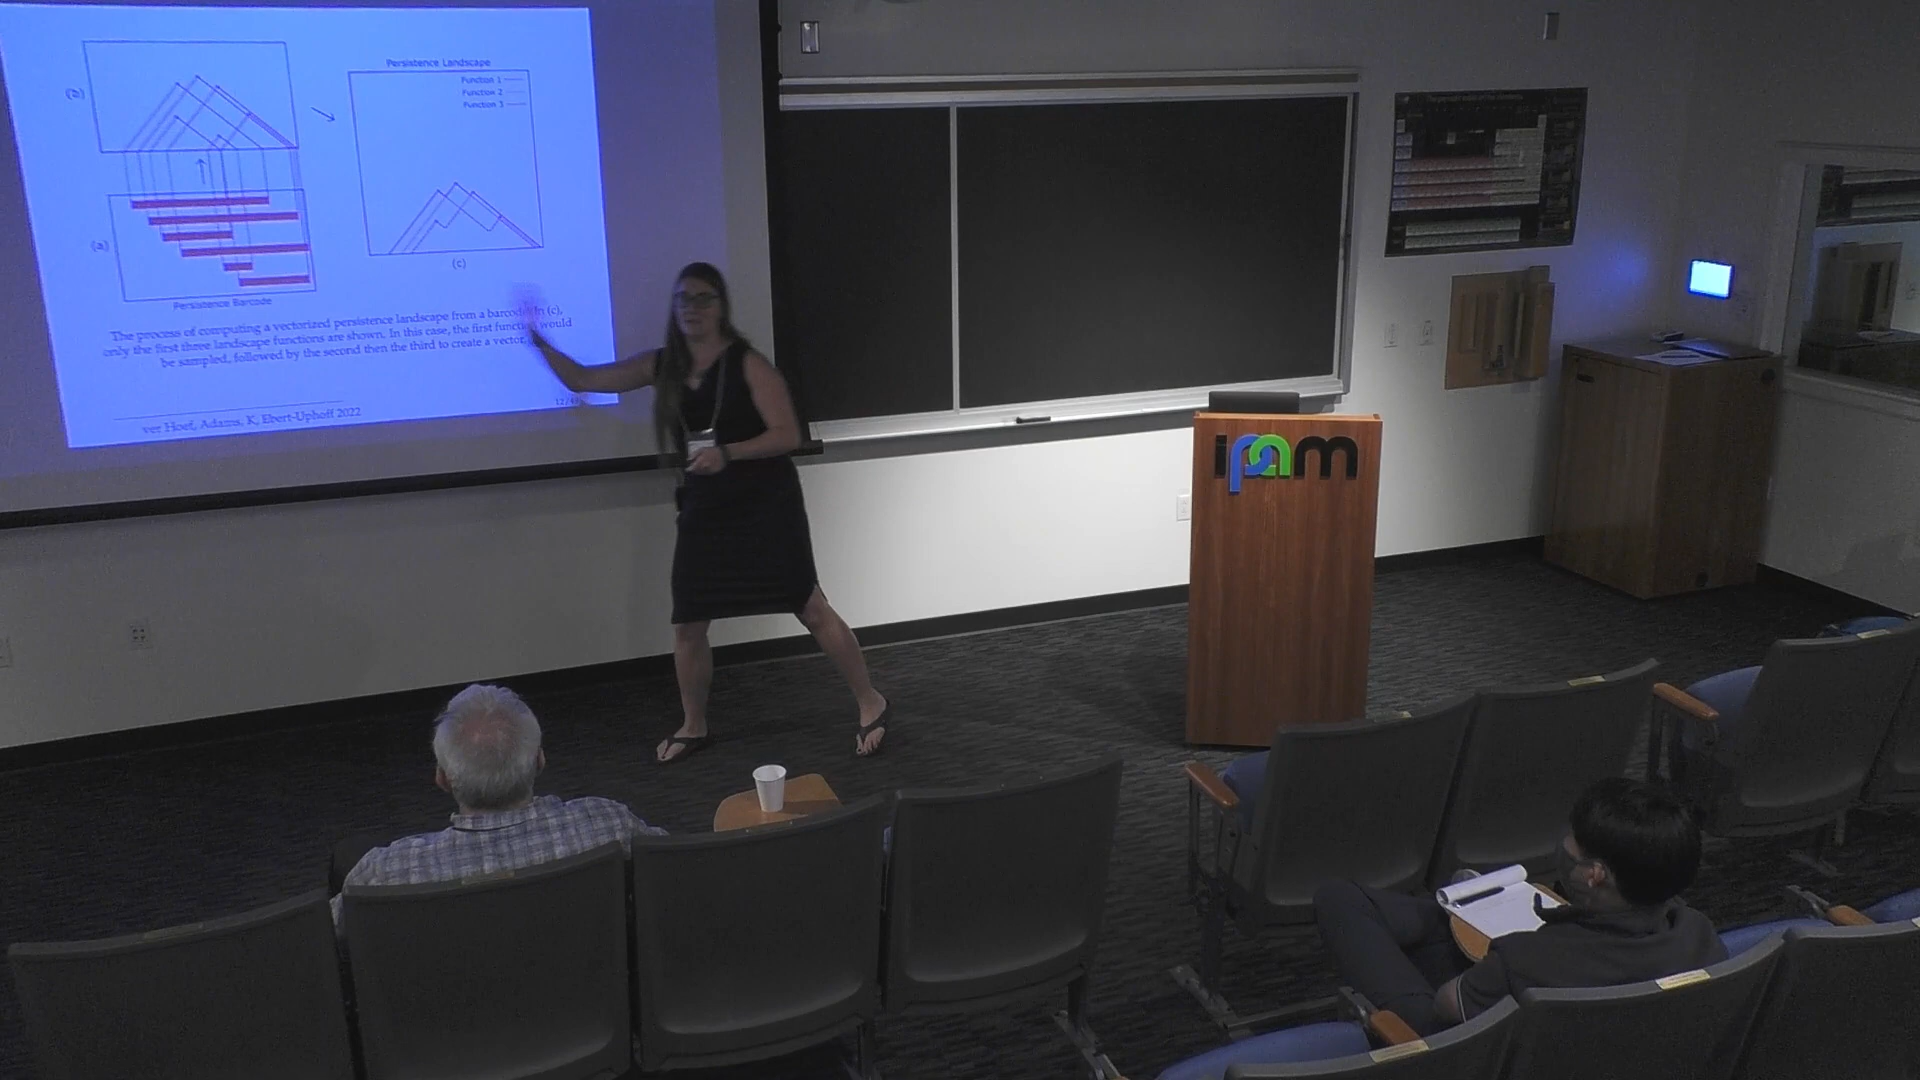 Persistence Landscape
Function 1
Function 2
Function 3
(b)
(a)
(c)
Persistence Barcode
The process of computing a vectorized persistence landscape from a barcode. In (c),
only the first three landscape functions are shown. In this case, the first function would
be sampled, followed by the second then the third to create a vector.
ver Hoef, Adams, K, Ebert-Uphoff 2022
ipam